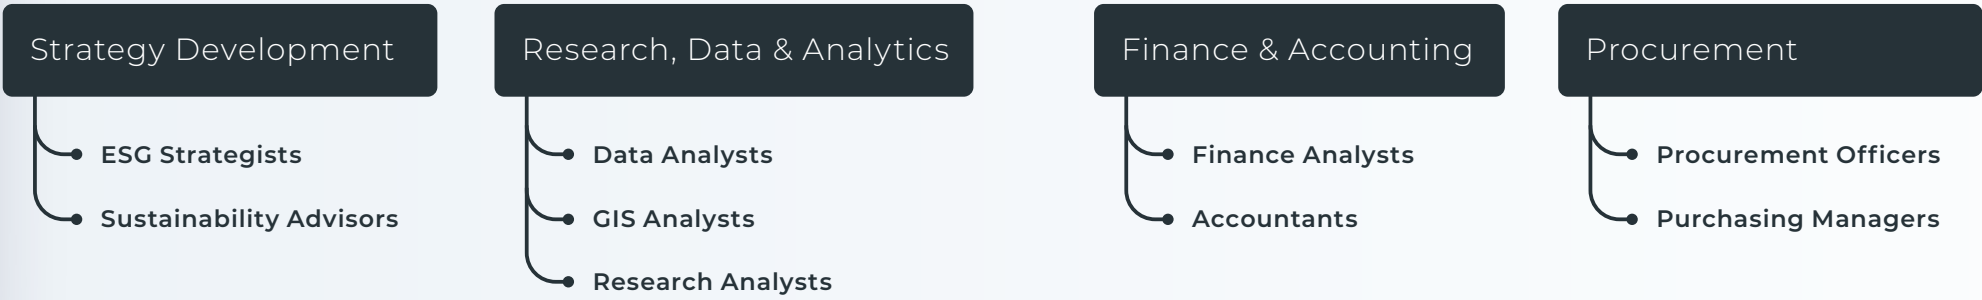 Strategy Development
ESG Strategists
Sustainability Advisors
Research, Data & Analytics
Data Analysts
GIS Analysts
Research Analysts
Finance & Accounting
Finance Analysts
Accountants
Procurement
Procurement Officers
Purchasing Managers